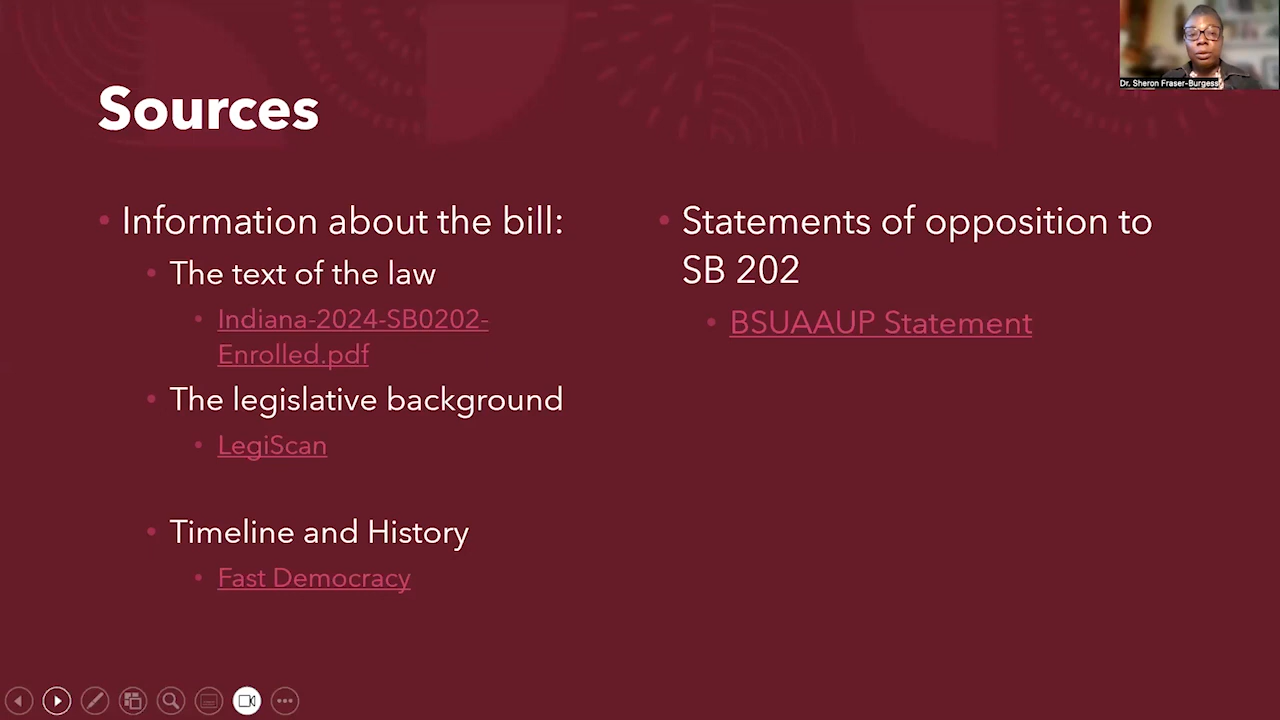 Dr. Sheron Fraser-Burgess
Sources
Information about the bill:
The text of the law
Indiana-2024-SB0202-
Enrolled.pdf
The legislative background
LegiScan
Timeline and History
Fast Democracy
Statements of opposition to
SB 202
BSUAAUP Statement